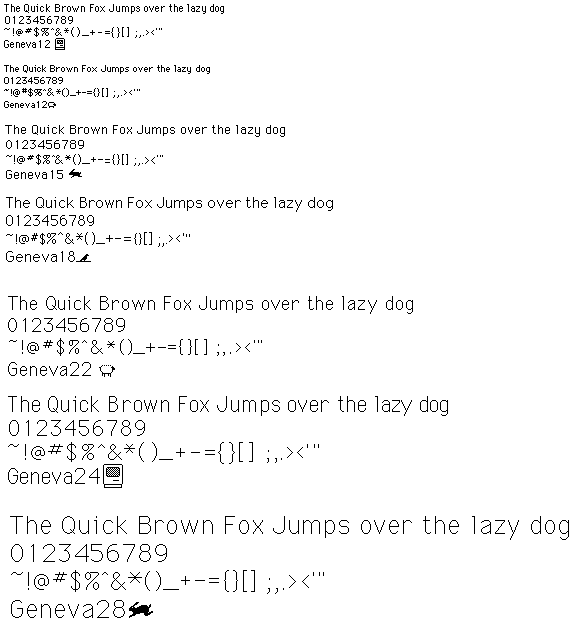 The Quick Brown Fox Jumps over the lazy dog
0123456789
~!@#$%^&*()_+-={}[] ;,.><'"
Geneva12
The Quick Brown Fox Jumps over the lazy dog
0123456789
~!@#$%^&*()_+-={}[] ;,.><'"
Geneva12
The Quick Brown Fox Jumps over the lazy dog
0123456789
~!@#$%^&*()_+-={}[] ;,.><'"
Geneva15
The Quick Brown Fox Jumps over the lazy dog
0123456789
~!@#$%^&*()_+-={}[] ;,.><'"
Geneva18
The Quick Brown Fox Jumps over the lazy dog
0123456789
~!@#$%^&*()_+-={}[] ;,.><'"
Geneva22
The Quick Brown Fox Jumps over the lazy dog
0123456789
~!@#$%^&*()_+-={}[] ;,.><'"
Geneva24
The Quick Brown Fox Jumps over the lazy dog
0123456789
~!@#$%^&*()_+-={}[] ;,.><'"
Geneva28